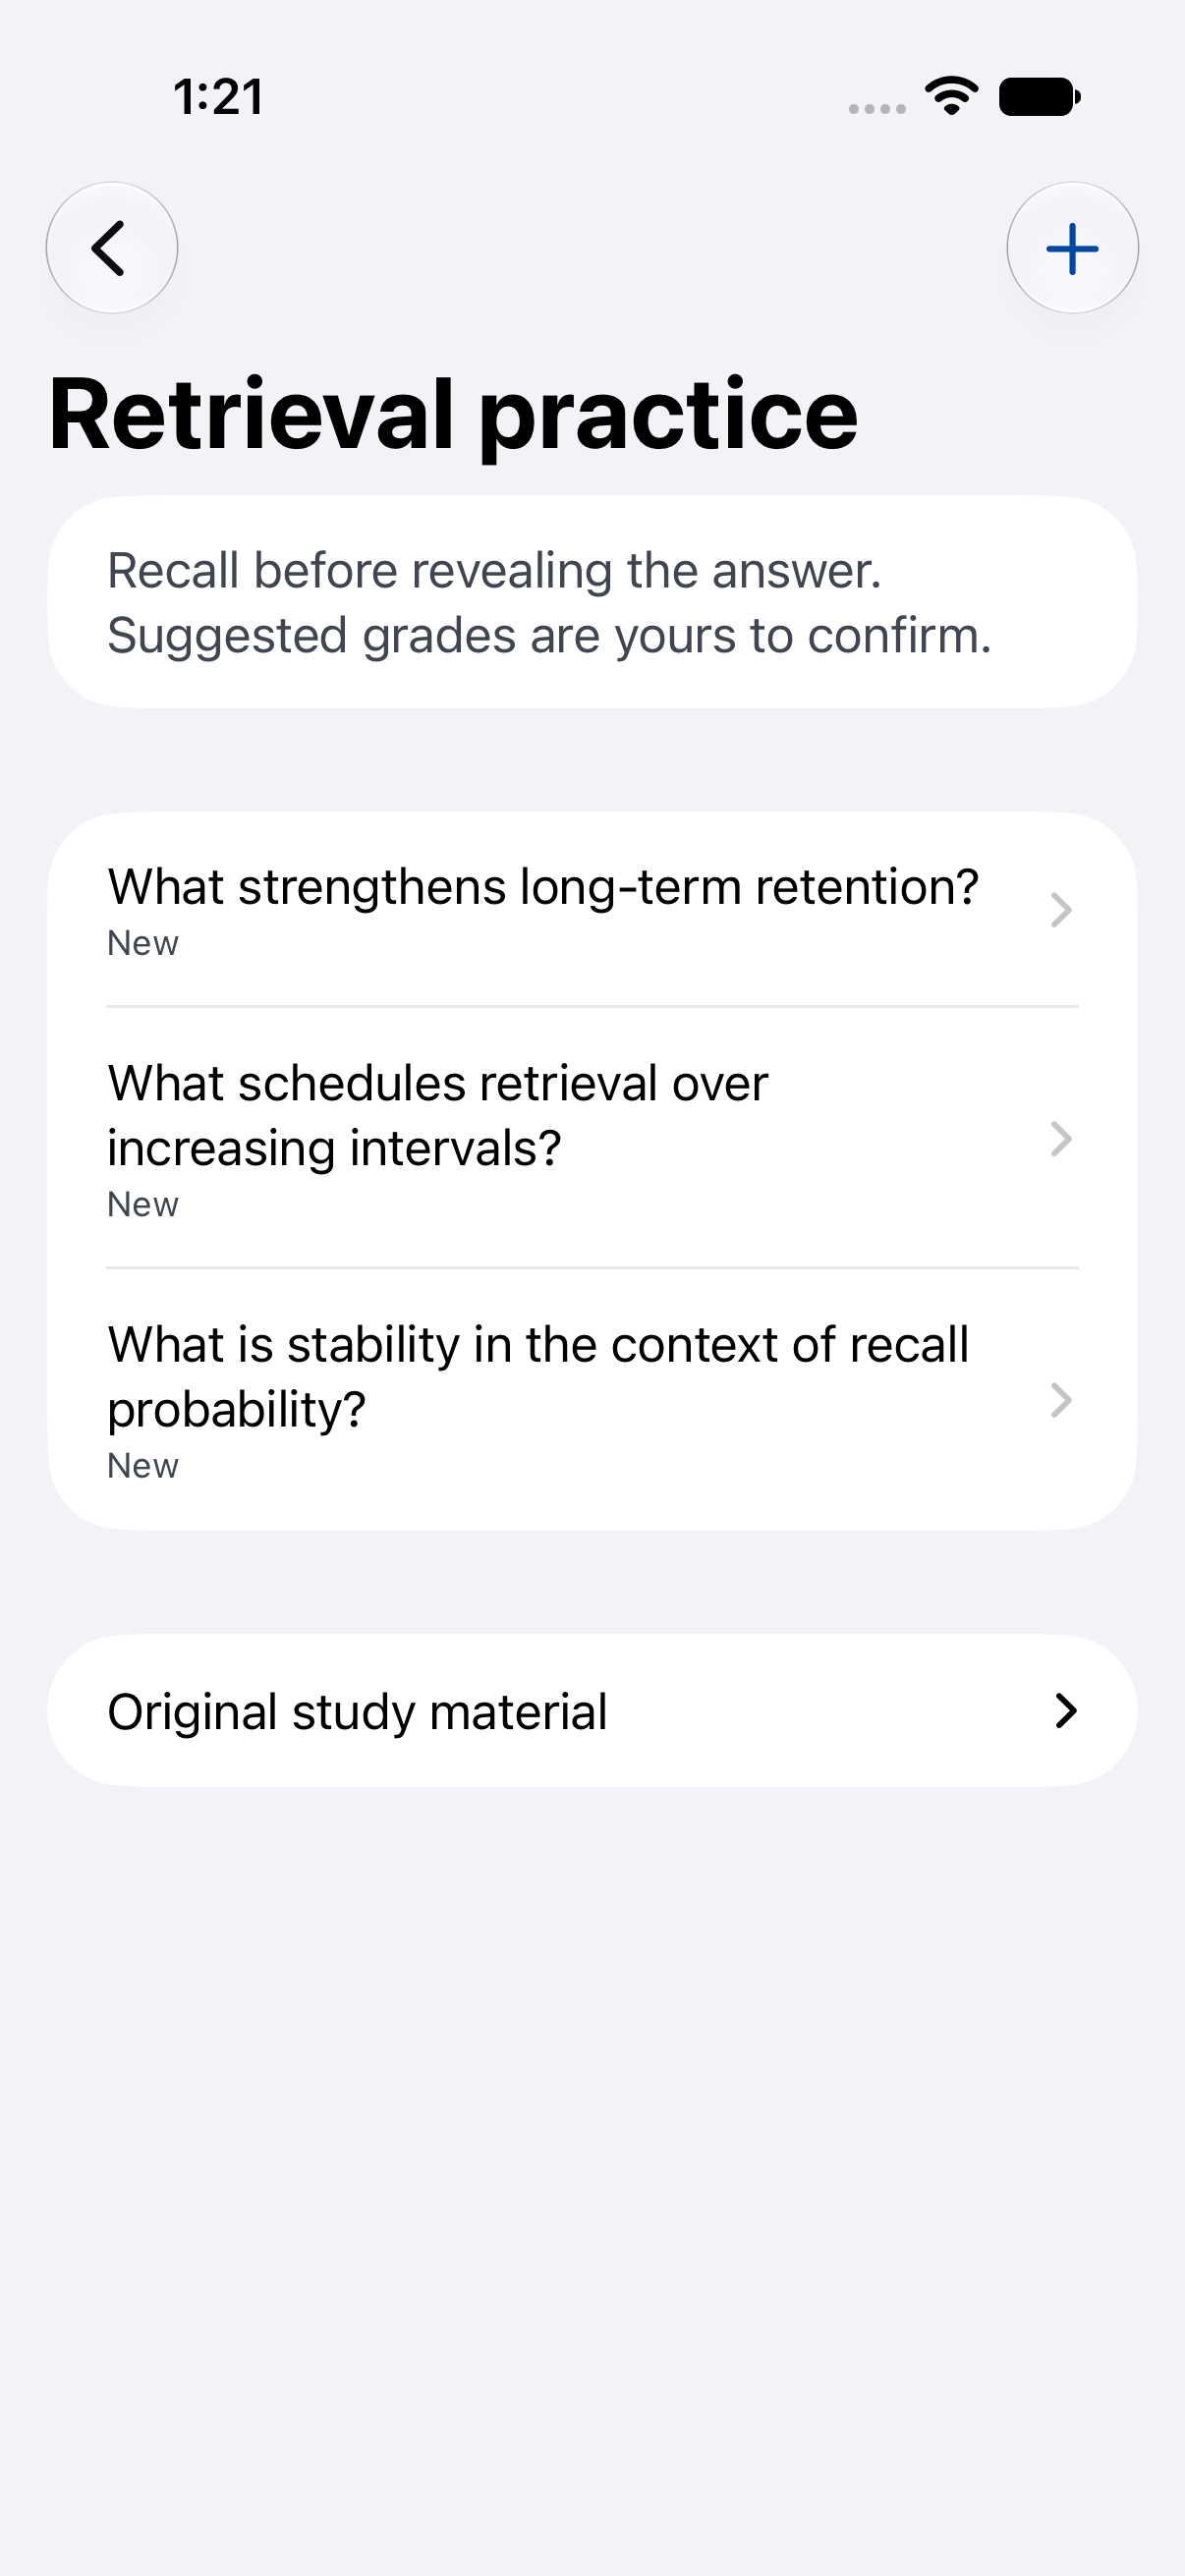 1:21
Retrieval practice
Recall before revealing the answer.
Suggested grades are yours to confirm.
What strengthens long-term retention?
New
What schedules retrieval over
increasing intervals?
New
What is stability in the context of recall
probability?
New
Original study material